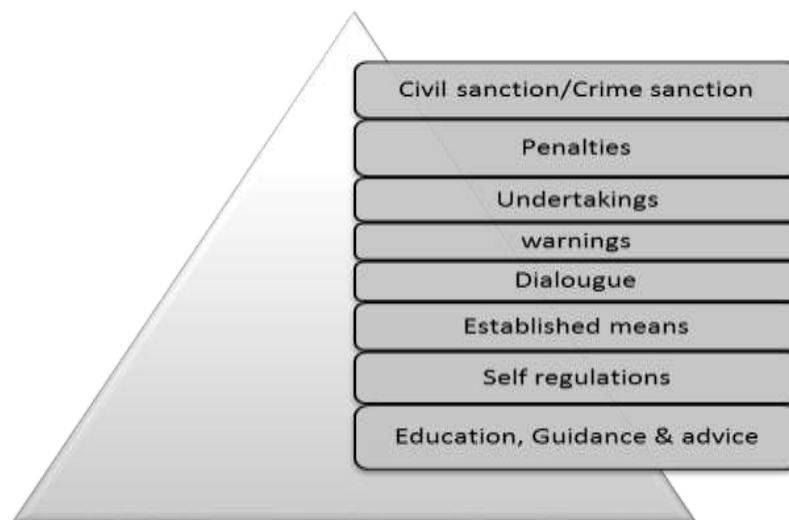 Civil sanction/Crime sanction
Penalties
Undertakings
warnings
Dialougue
Established means
Self regulations
Education, Guidance & advice